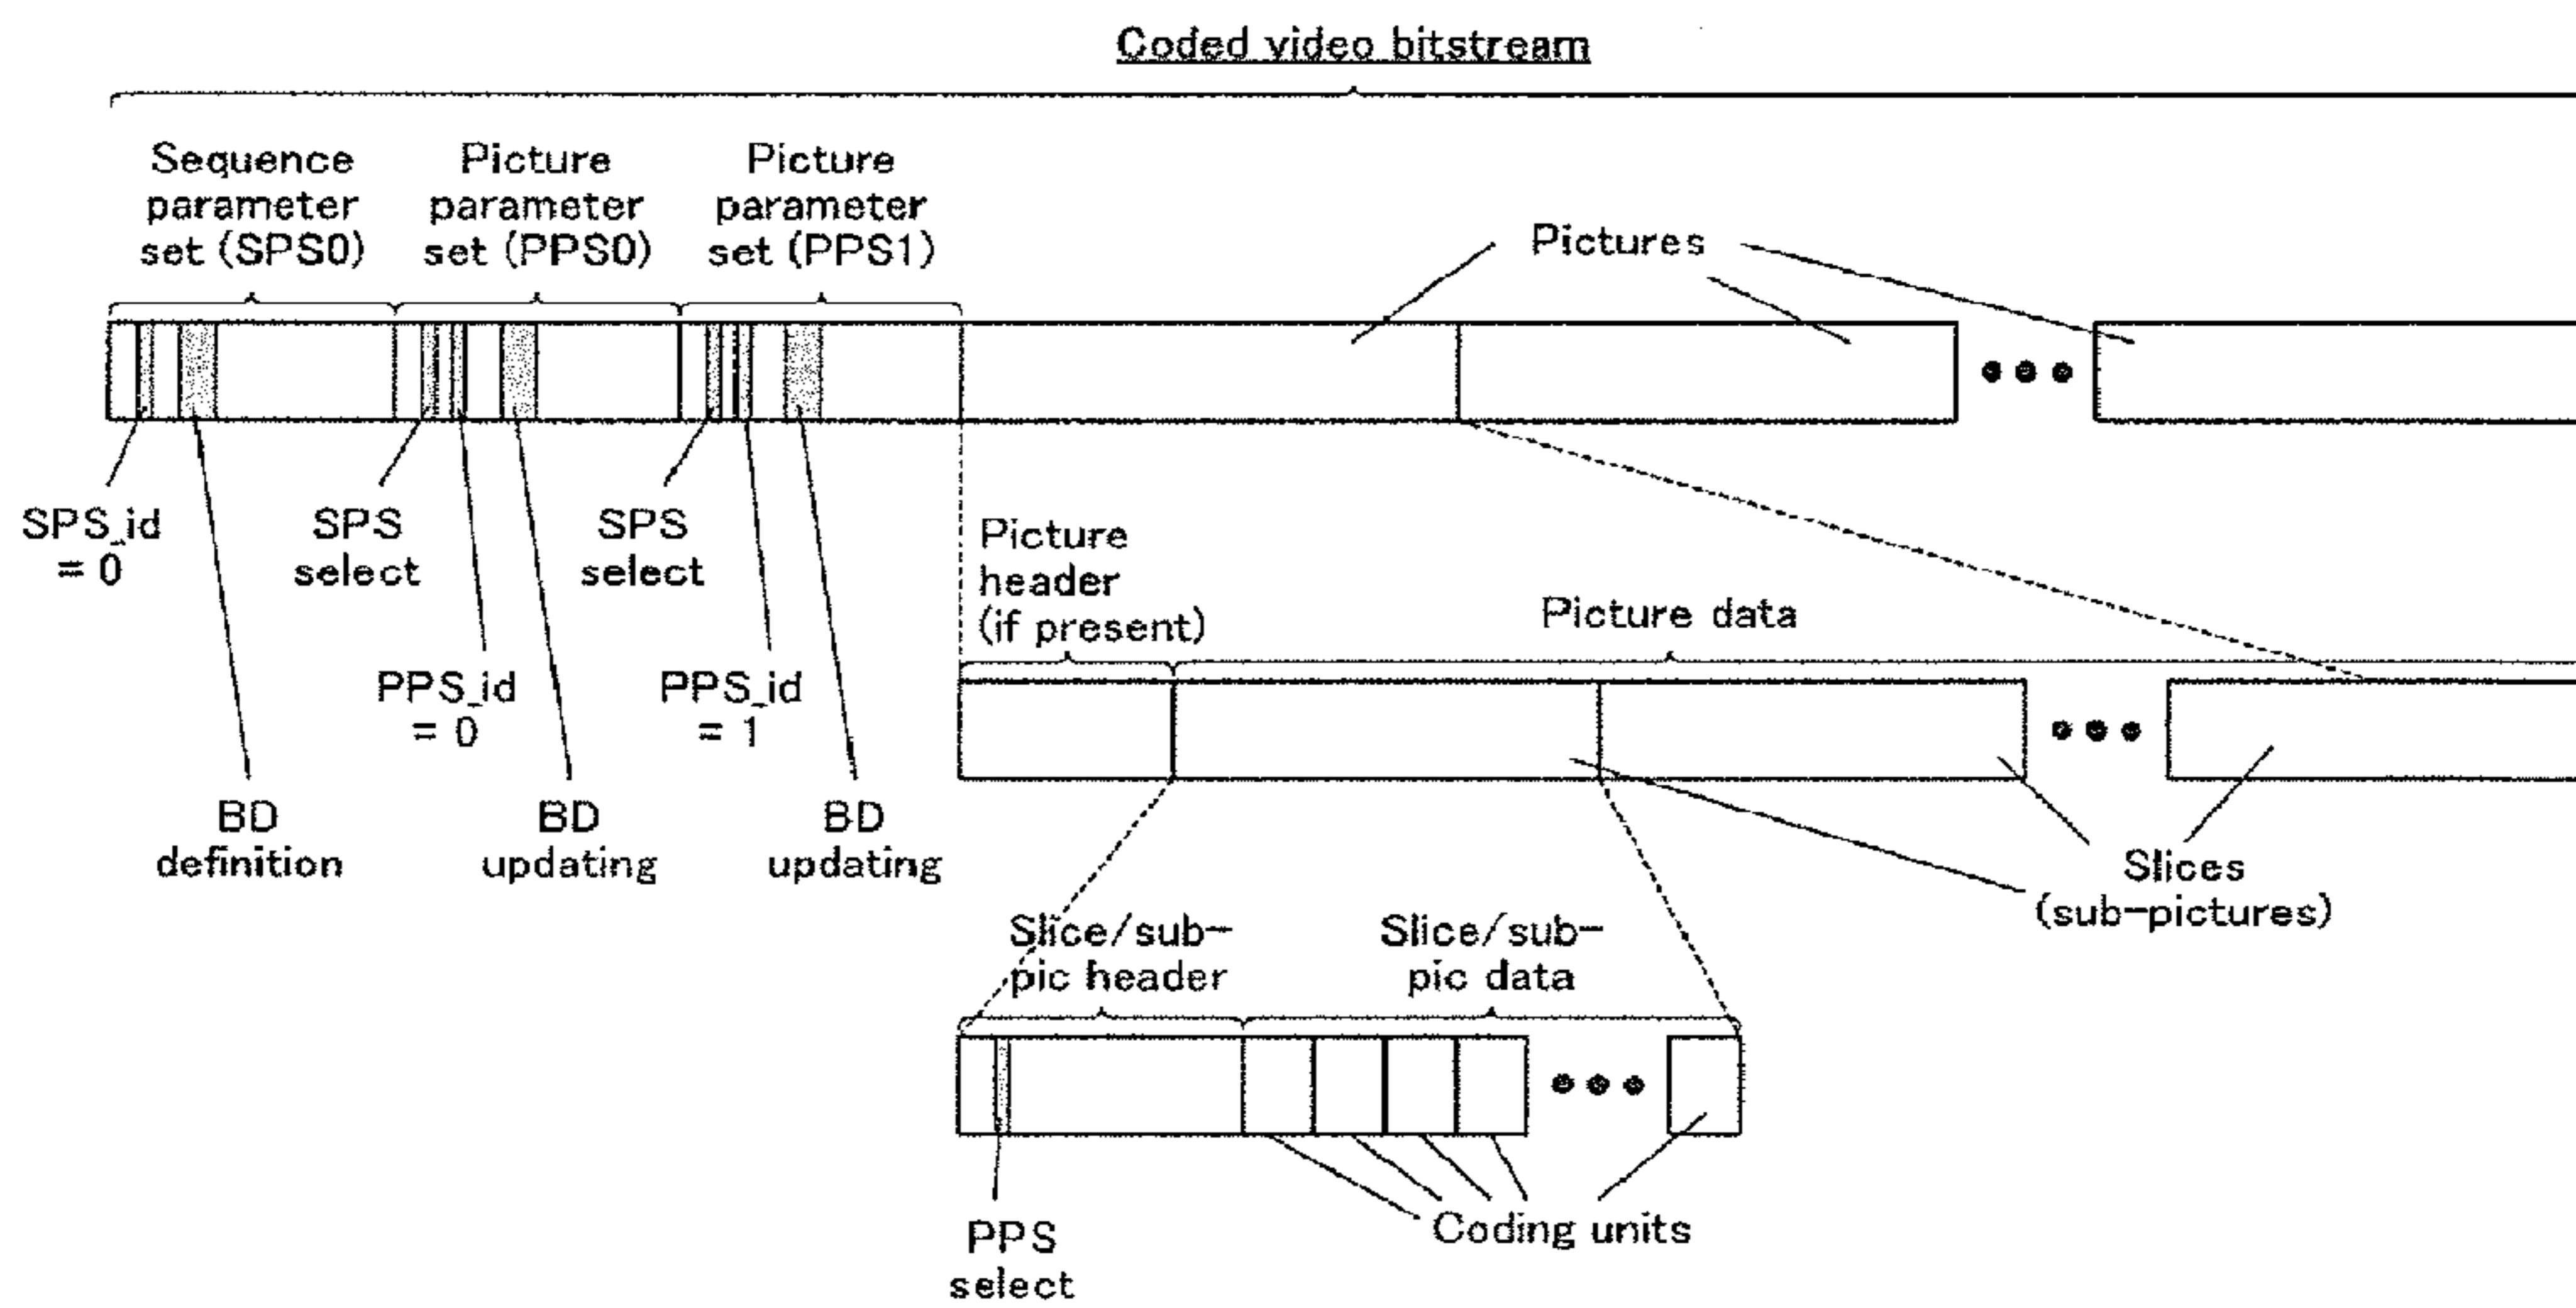 Coded video bitstream
Sequence
parameter
set (SPS0)
Picture
parameter
set (PPS0)
Picture
parameter
set (PPS1)
Pictures
SPS_id
= 0
SPS
select
SPS
select
Picture
header
(if present)
Picture data
PPS_id
= 0
PPS_id
= 1
BD
definition
BD
updating
BD
updating
Slices
(sub-pictures)
Slice/sub-
pic header
Slice/sub-
pic data
PPS
select
Coding units